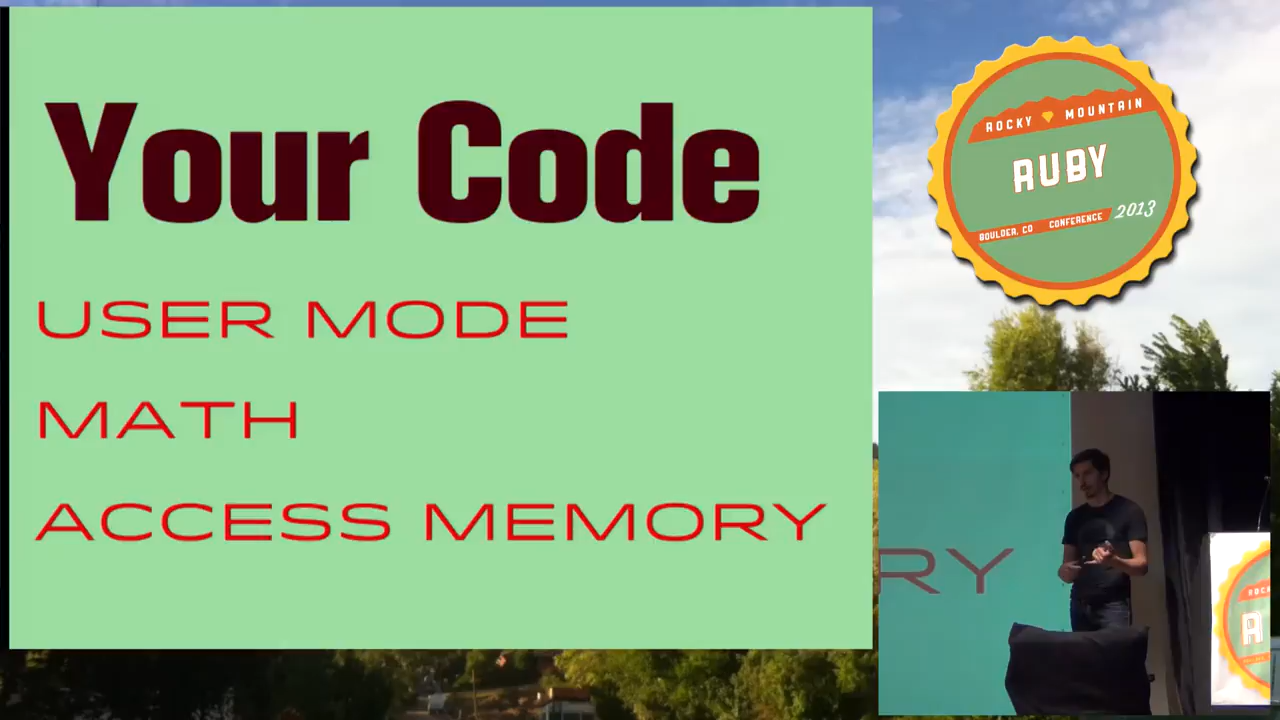 Your Code
USER MODE
MATH
ACCESS MEMORY
ROCKY MOUNTAIN
RUBY
BOULDER, CO CONFERENCE 2013
RY